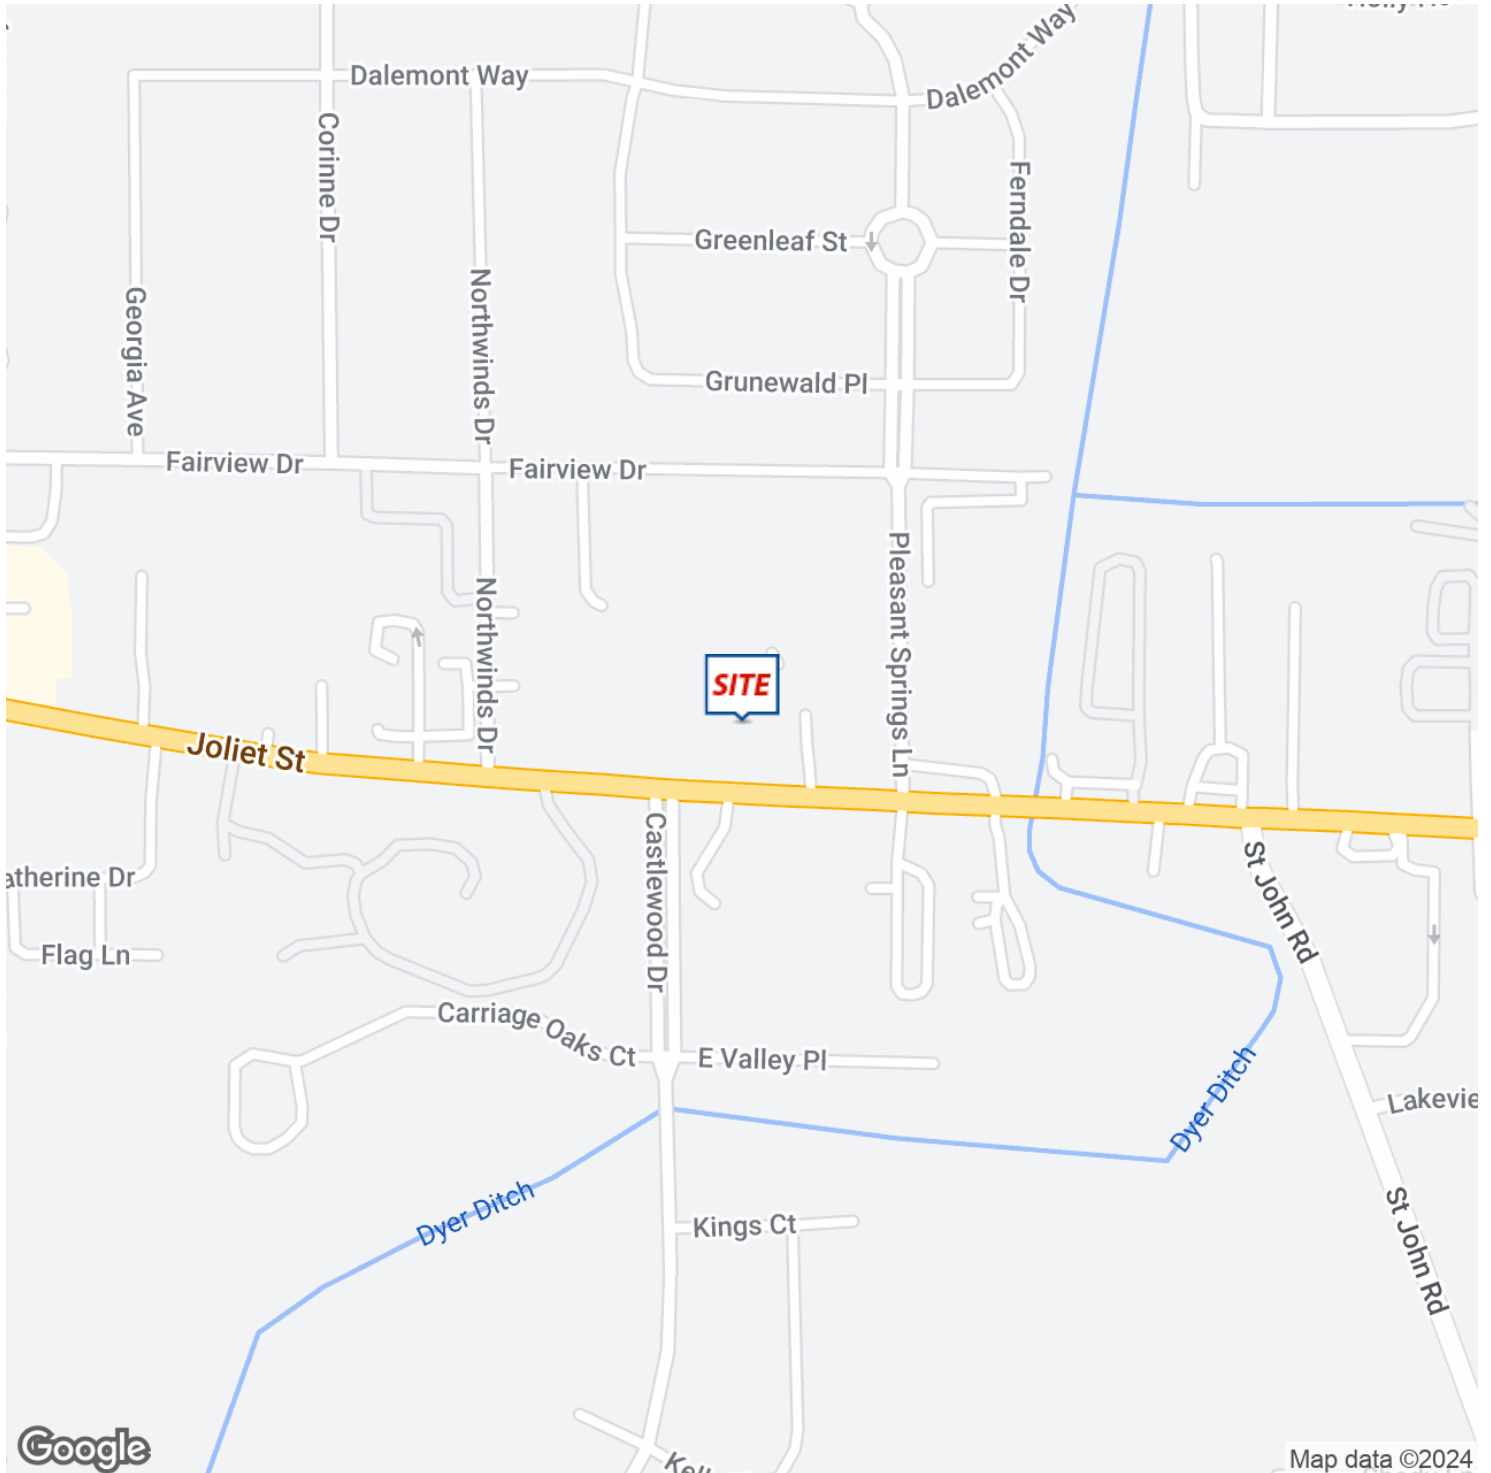 Dalemont Way
Dalemont Way
Corinne Dr
Ferndale Dr
Greenleaf St
Northwinds Dr
Georgia Ave
Grunewald Pl
Fairview Dr
Fairview Dr
Pleasant Springs Ln
Northwinds Dr
SITE
Joliet St
Castlewood Dr
St John Rd
atherine Dr
Flag Ln
Carriage Oaks Ct
E Valley Pl
Dyer Ditch
Lakevie
Dyer Ditch
Kings Ct
St John Rd
Google
Map data ©2024